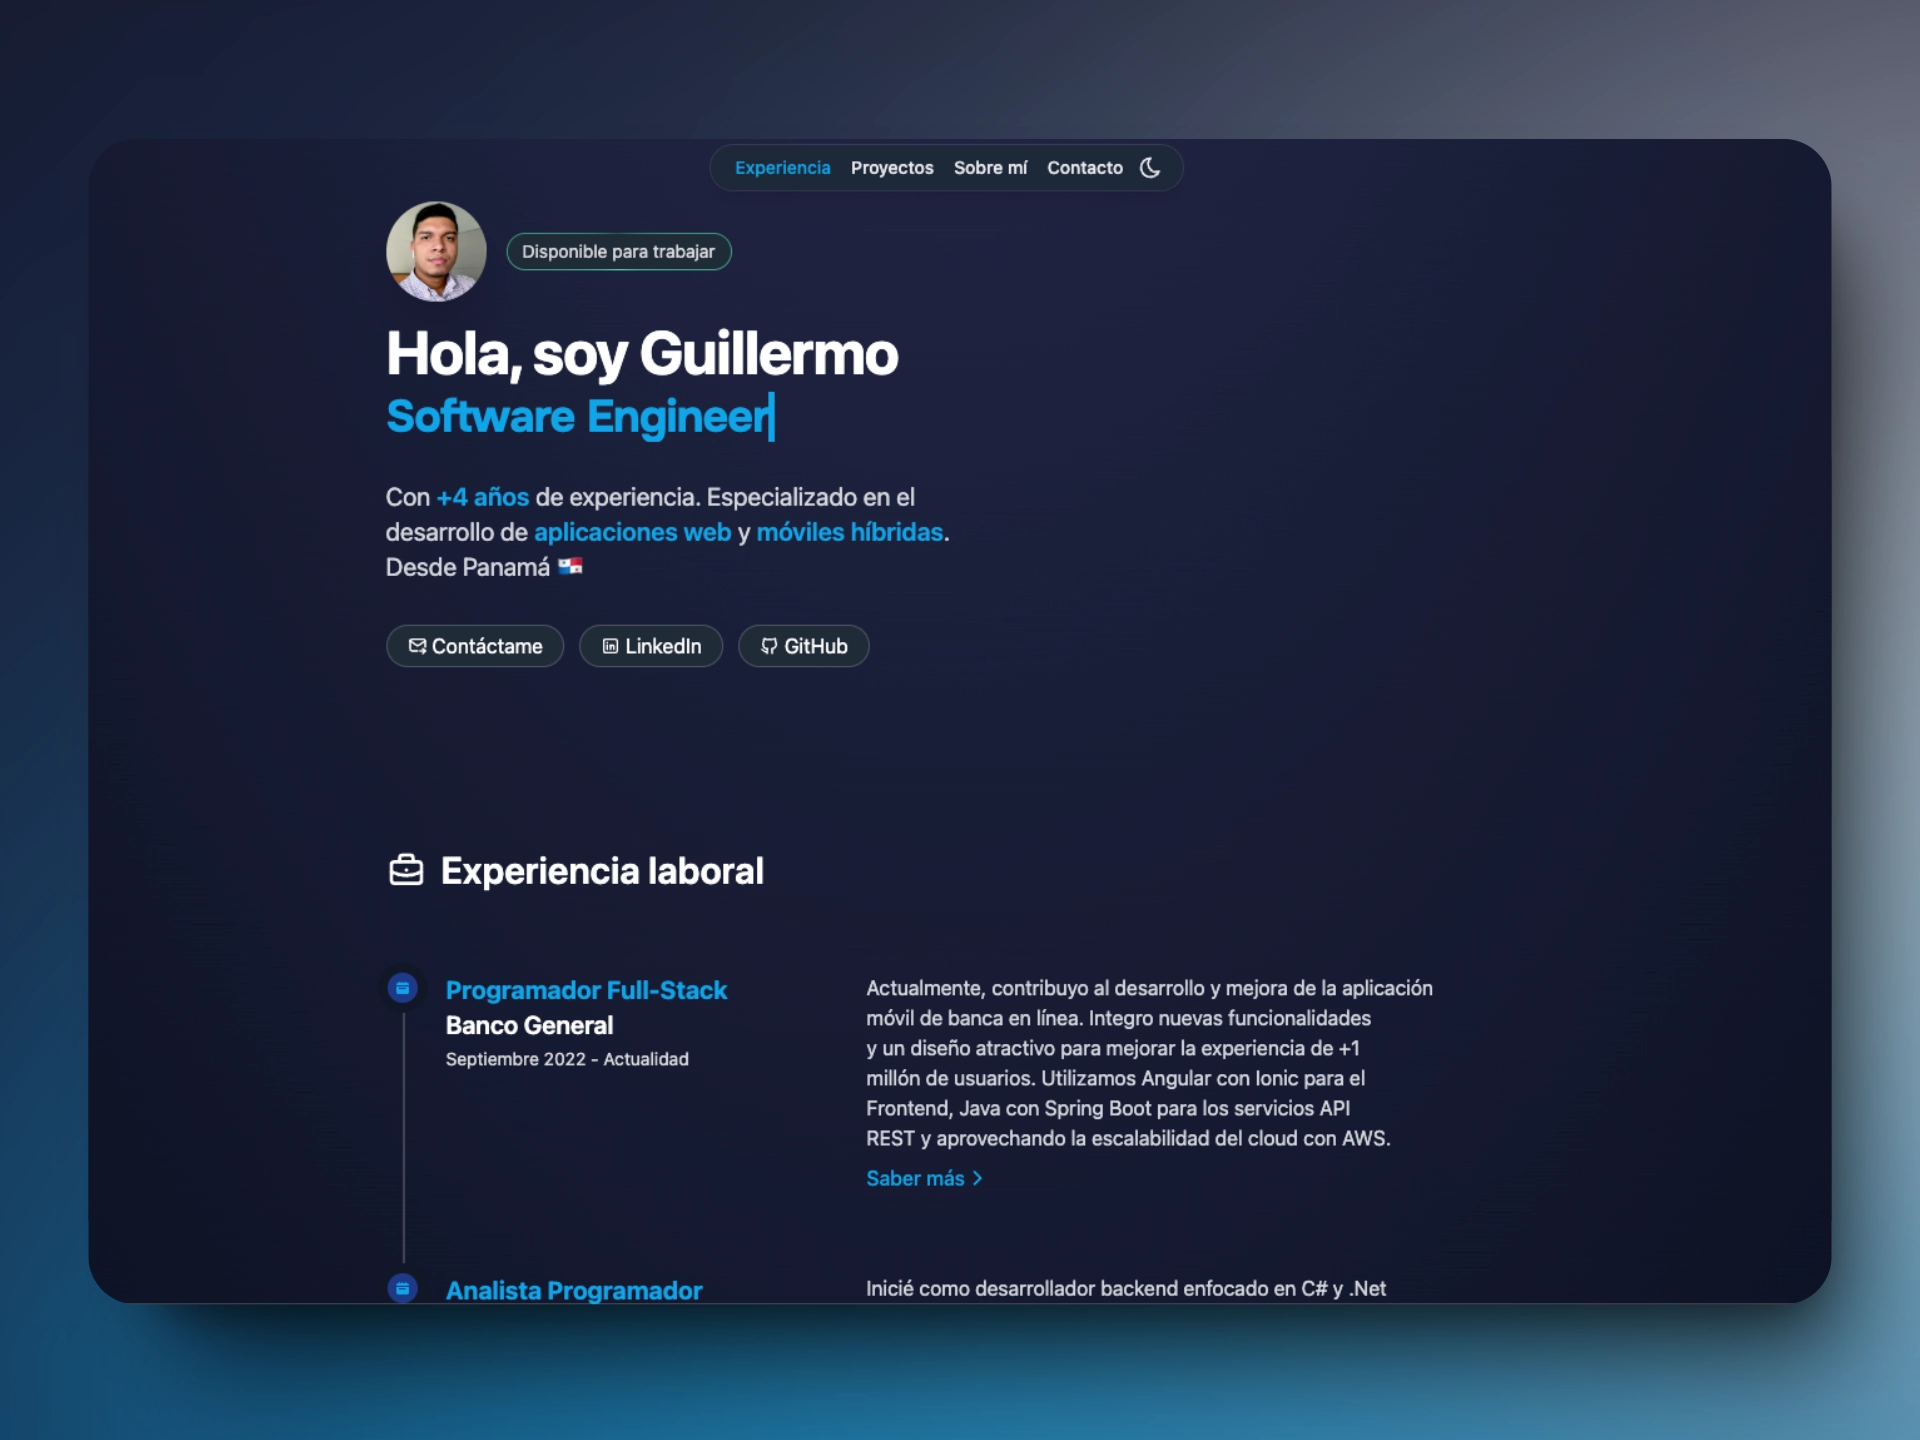 Experiencia Proyectos Sobre mí Contacto
Disponible para trabajar
Hola, soy Guillermo
Software Engineer
Con +4 años de experiencia. Especializado en el
desarrollo de aplicaciones web y móviles híbridas.
Desde Panamá 🇵🇦
Contáctame LinkedIn GitHub
Experiencia laboral
Programador Full-Stack
Banco General
Septiembre 2022 - Actualidad
Actualmente, contribuyo al desarrollo y mejora de la aplicación
móvil de banca en línea. Integro nuevas funcionalidades
y un diseño atractivo para mejorar la experiencia de +1
millón de usuarios. Utilizamos Angular con Ionic para el
Frontend, Java con Spring Boot para los servicios API
REST y aprovechando la escalabilidad del cloud con AWS.
Saber más >
Analista Programador
Inicié como desarrollador backend enfocado en C# y .Net